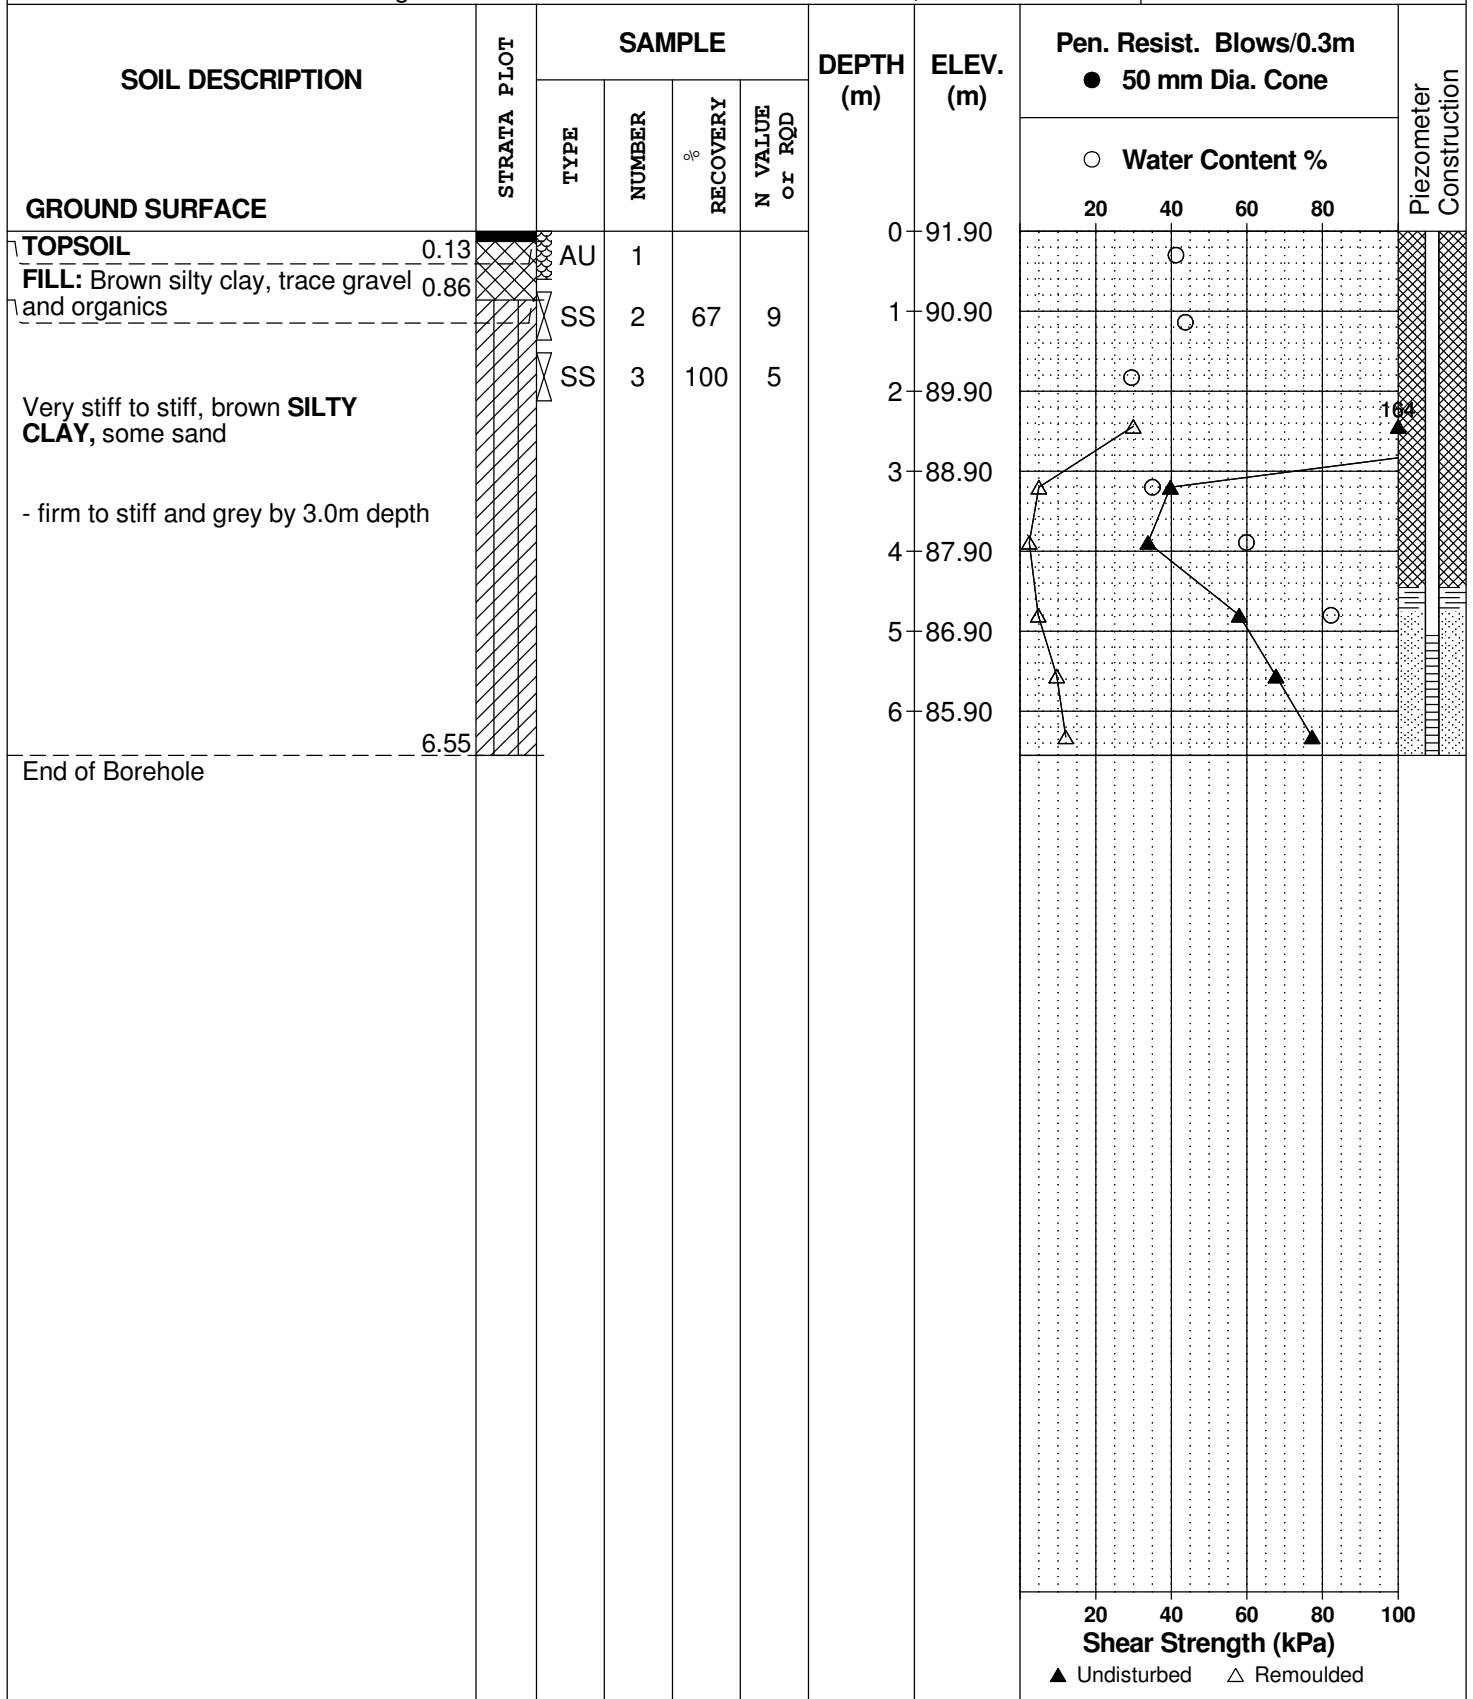 SOIL DESCRIPTION
GROUND SURFACE
STRATA PLOT
SAMPLE
TYPE
NUMBER
%
RECOVERY
N VALUE
or RQD
DEPTH
(m)
ELEV.
(m)
Pen. Resist. Blows/0.3m
● 50 mm Dia. Cone
○ Water Content %
20 40 60 80
Piezometer
Construction
TOPSOIL 0.13
FILL: Brown silty clay, trace gravel 0.86
and organics
Very stiff to stiff, brown SILTY
CLAY, some sand
- firm to stiff and grey by 3.0m depth
6.55
End of Borehole
AU 1
SS 2 67 9
SS 3 100 5
0 91.90
1 90.90
2 89.90
3 88.90
4 87.90
5 86.90
6 85.90
164
20 40 60 80 100
Shear Strength (kPa)
▲ Undisturbed △ Remoulded